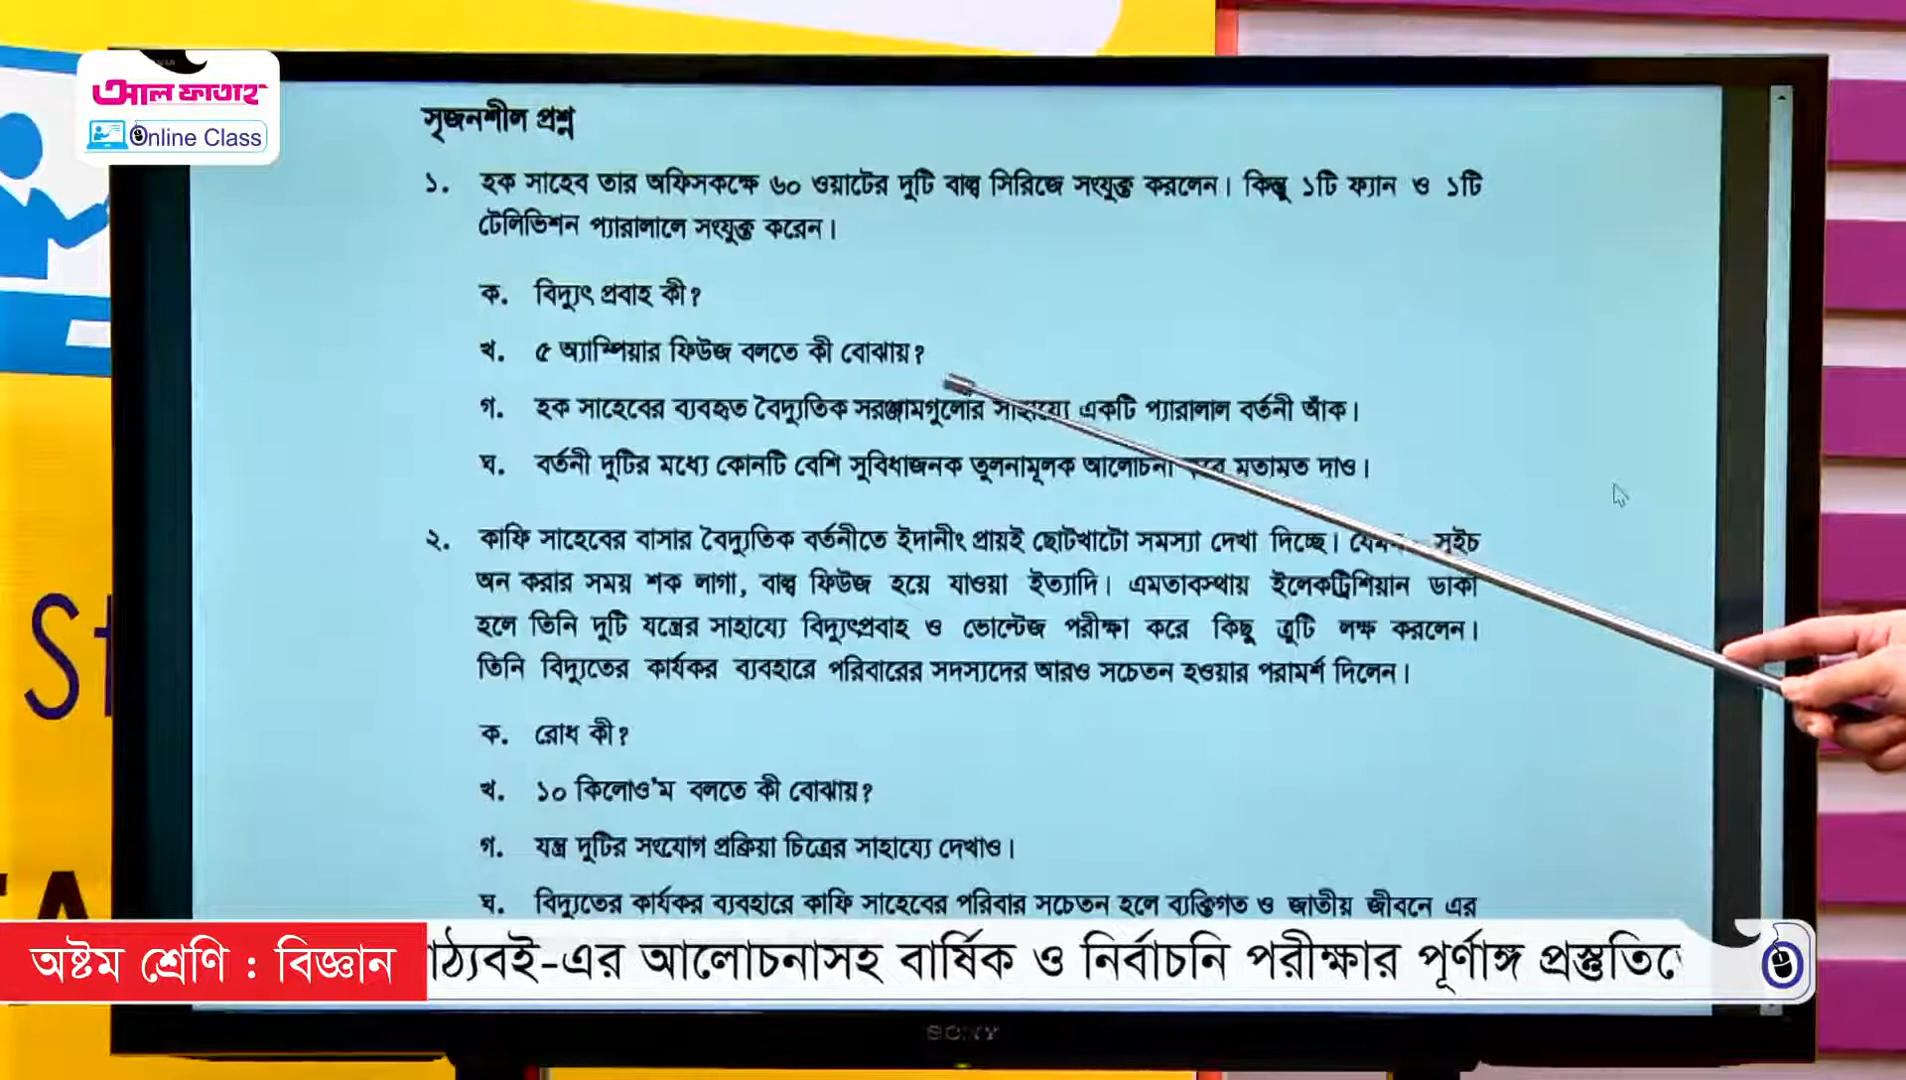 আল ফাতাহ
Online Class
সৃজনশীল প্রশ্ন
১. হক সাহেব তার অফিসকক্ষে ৬০ ওয়াটের দুটি বাল্ব সিরিজে সংযুক্ত করলেন। কিন্তু ১টি ফ্যান ও ১টি
টেলিভিশন প্যারালালে সংযুক্ত করেন।
ক. বিদ্যুৎ প্রবাহ কী?
খ. ৫ অ্যাম্পিয়ার ফিউজ বলতে কী বোঝায়?
গ. হক সাহেবের ব্যবহৃত বৈদ্যুতিক সরঞ্জামগুলোর সাহায্যে একটি প্যারালাল বর্তনী আঁক।
ঘ. বর্তনী দুটির মধ্যে কোনটি বেশি সুবিধাজনক তুলনামূলক আলোচনা করে মতামত দাও।
২. কাফি সাহেবের বাসার বৈদ্যুতিক বর্তনীতে ইদানীং প্রায়ই ছোটখাটো সমস্যা দেখা দিচ্ছে। সুইচ
অন করার সময় শক লাগা, বাল্ব ফিউজ হয়ে যাওয়া ইত্যাদি। এমতাবস্থায় ইলেকট্রিশিয়ান ডাকা
হলে তিনি দুটি যন্ত্রের সাহায্যে বিদ্যুৎপ্রবাহ ও ভোল্টেজ পরীক্ষা করে কিছু ত্রুটি লক্ষ করলেন।
তিনি বিদ্যুতের কার্যকর ব্যবহারে পরিবারের সদস্যদের আরও সচেতন হওয়ার পরামর্শ দিলেন।
ক. রোধ কী?
খ. ১০ কিলোও'ম বলতে কী বোঝায়?
গ. যন্ত্র দুটির সংযোগ প্রক্রিয়া চিত্রের সাহায্যে দেখাও।
ঘ. বিদ্যুতের কার্যকর ব্যবহারে কাফি সাহেবের পরিবার সচেতন হলে ব্যক্তিগত ও জাতীয় জীবনে এর
অষ্টম শ্রেণি : বিজ্ঞান
াঠ্যবই-এর আলোচনাসহ বার্ষিক ও নির্বাচনি পরীক্ষার পূর্ণাঙ্গ প্রস্তুতি
SONY